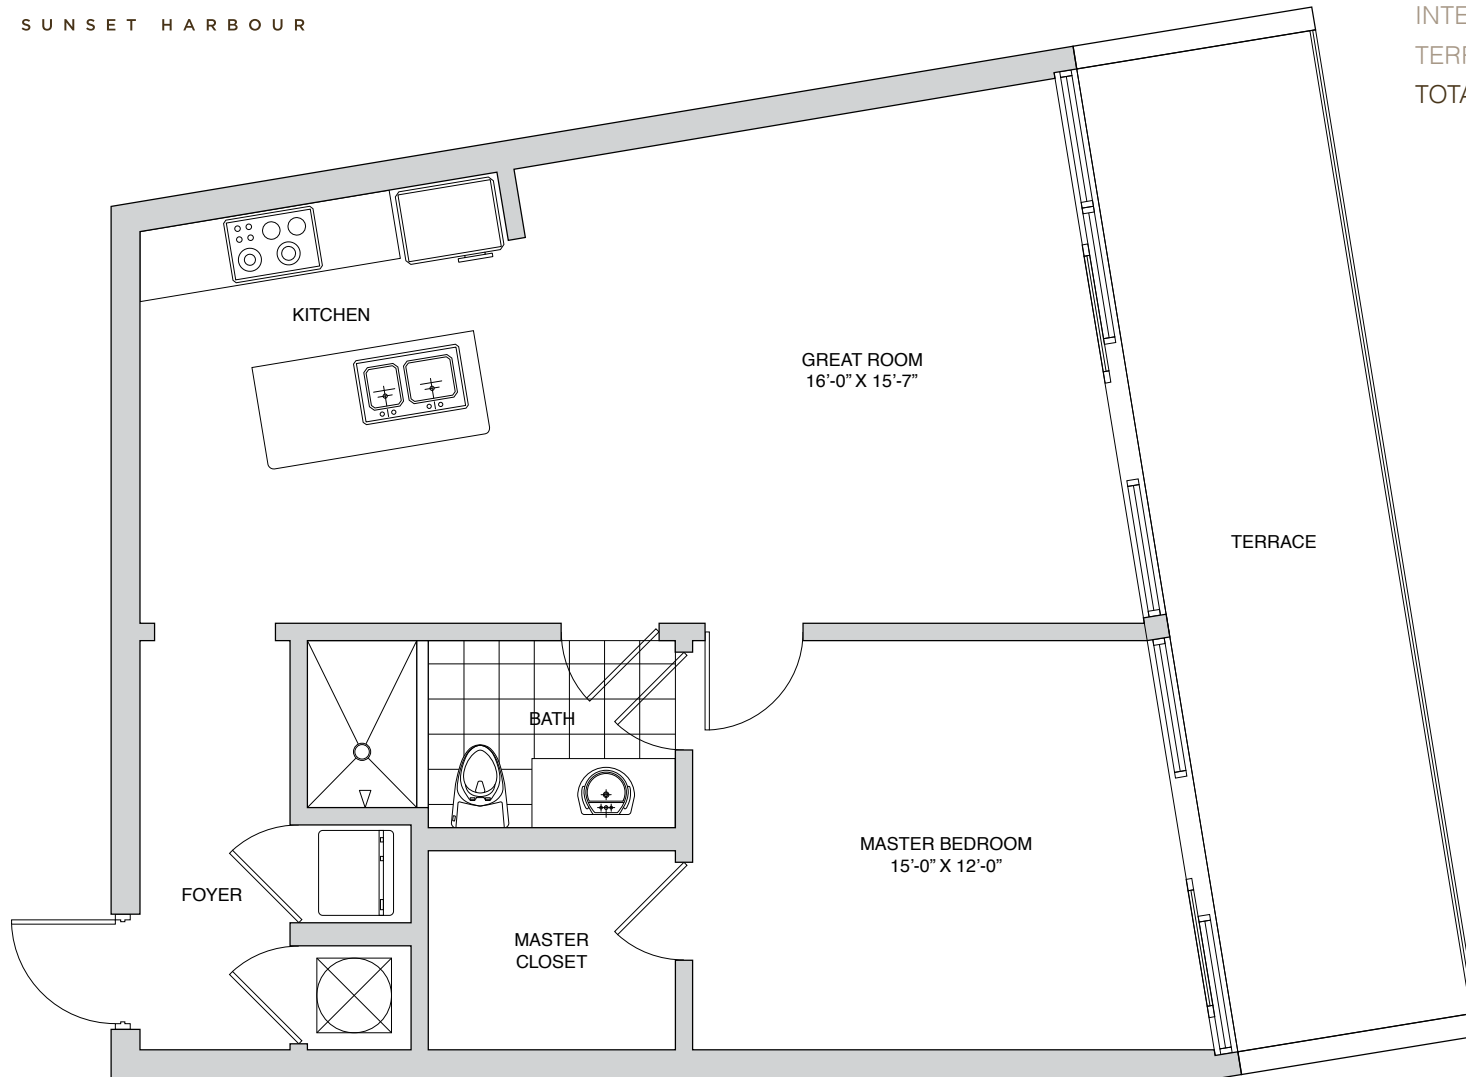 SUNSET HARBOUR
TOTA
KITCHEN
GREAT ROOM
16'-0" X 15'-7"
TERRACE
BATH
MASTER BEDROOM
15'-0" X 12'-0"
FOYER
MASTER
CLOSET